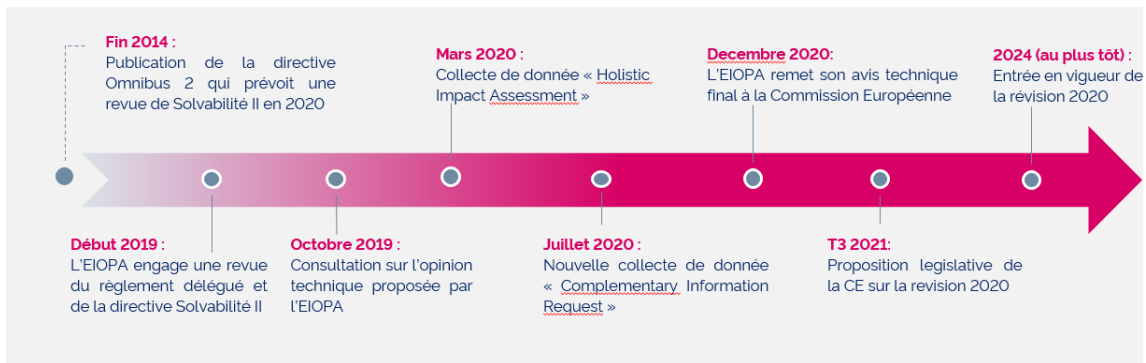 Fin 2014 :
Publication de la directive
Omnibus 2 qui prévoit une
revue de Solvabilité II en 2020
Mars 2020 :
Collecte de donnée « Holistic
Impact Assessment »
Decembre 2020:
L'EIOPA remet son avis technique
final à la Commission Européenne
2024 (au plus tôt) :
Entrée en vigueur de
la révision 2020
Début 2019 :
L'EIOPA engage une revue
du règlement délégué et
de la directive Solvabilité II
Octobre 2019 :
Consultation sur l'opinion
technique proposée par
l'EIOPA
Juillet 2020 :
Nouvelle collecte de donnée
« Complementary Information
Request »
T3 2021:
Proposition legislative de
la CE sur la revision 2020